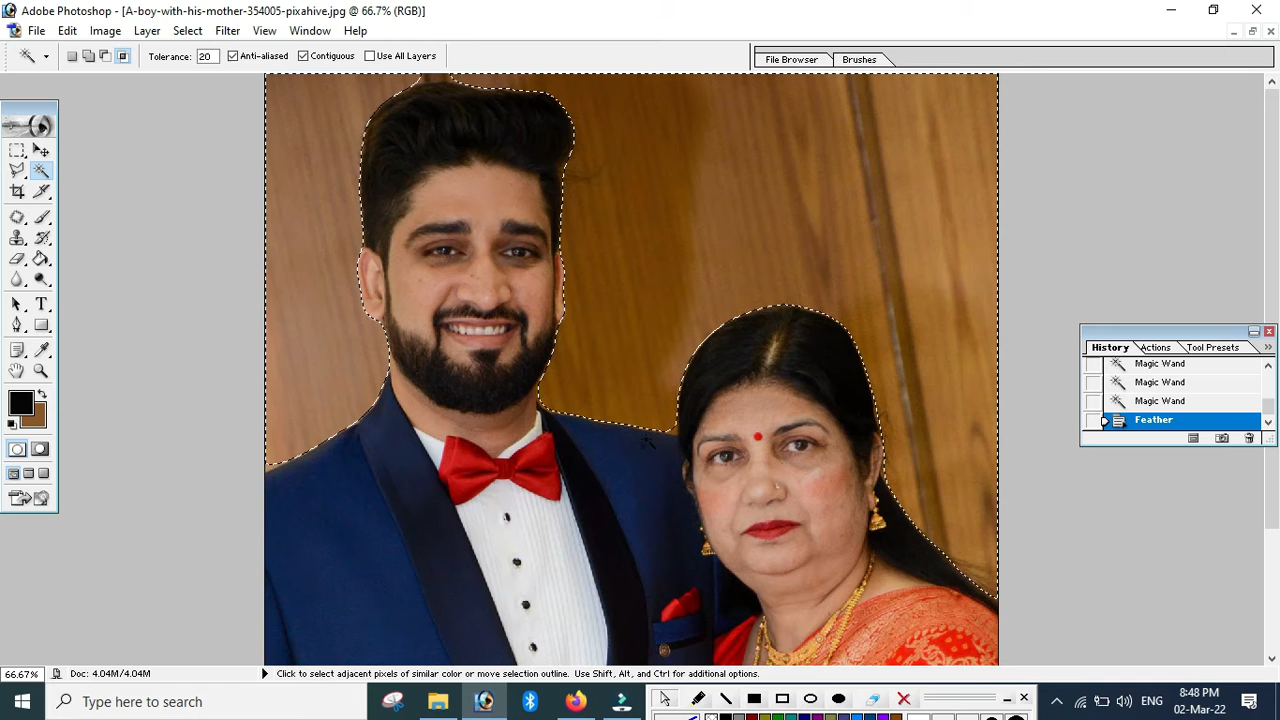 Adobe Photoshop - [A-boy-with-his-mother-354005-pixahive.jpg @ 66.7% (RGB)]
File Edit Image Layer Select Filter View Window Help
Tolerance: 20 Anti-aliased Contiguous Use All Layers File Browser Brushes
History Actions Tool Presets
Magic Wand
Magic Wand
Magic Wand
Feather
66.67% Doc: 4.04M/4.04M Click to select adjacent pixels of similar color or move selection outline. Use Shift, Alt, and Ctrl for additional options.
Type here to search ENG 8:48 PM
02-Mar-22